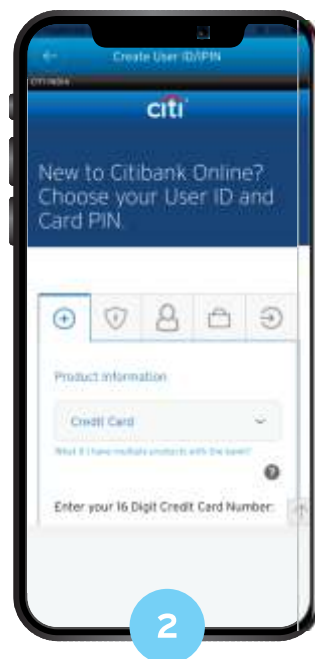 Create User ID/IPIN
CITI INDIA
citi
New to Citibank Online?
Choose your User ID and
Card PIN.
Product Information
Credit Card
What if I have multiple products with the bank?
Enter your 16 Digit Credit Card Number:
2